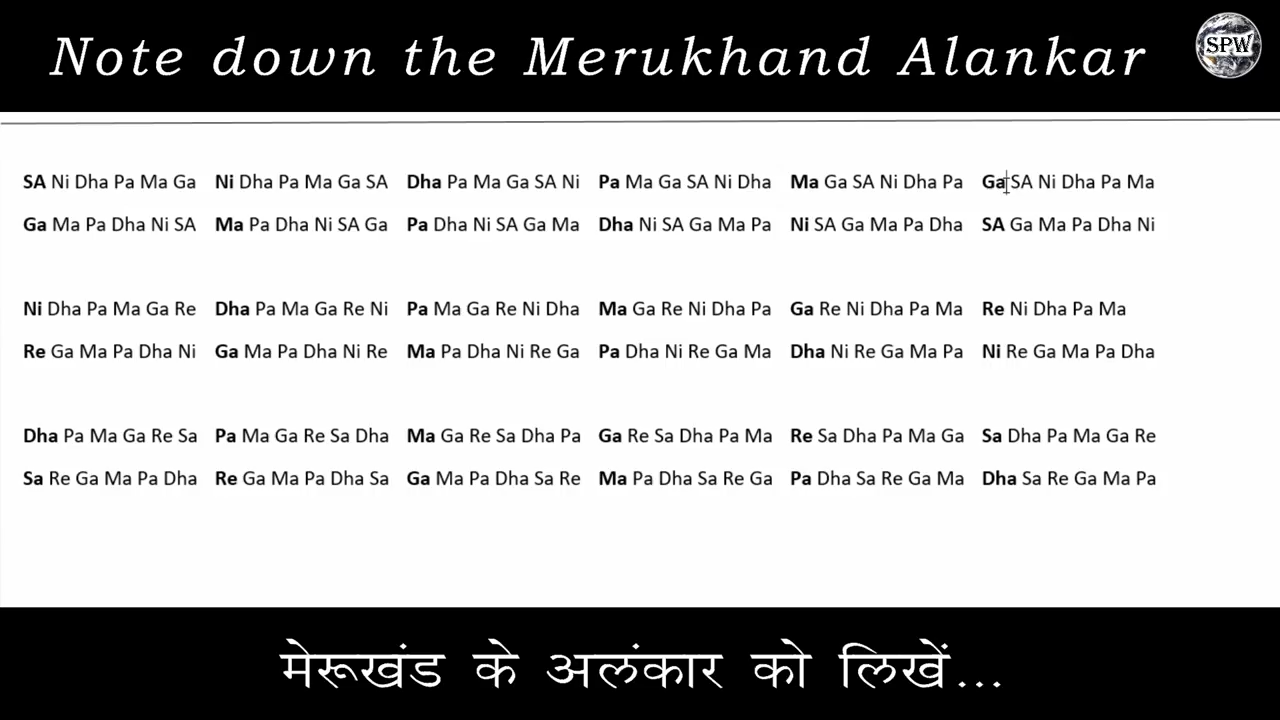 Note down the Merukhand Alankar
SPW
SA Ni Dha Pa Ma Ga Ni Dha Pa Ma Ga SA Dha Pa Ma Ga SA Ni Pa Ma Ga SA Ni Dha Ma Ga SA Ni Dha Pa Ga SA Ni Dha Pa Ma
Ga Ma Pa Dha Ni SA Ma Pa Dha Ni SA Ga Pa Dha Ni SA Ga Ma Dha Ni SA Ga Ma Pa Ni SA Ga Ma Pa Dha SA Ga Ma Pa Dha Ni
Ni Dha Pa Ma Ga Re Dha Pa Ma Ga Re Ni Pa Ma Ga Re Ni Dha Ma Ga Re Ni Dha Pa Ga Re Ni Dha Pa Ma Re Ni Dha Pa Ma
Re Ga Ma Pa Dha Ni Ga Ma Pa Dha Ni Re Ma Pa Dha Ni Re Ga Pa Dha Ni Re Ga Ma Dha Ni Re Ga Ma Pa Ni Re Ga Ma Pa Dha
Dha Pa Ma Ga Re Sa Pa Ma Ga Re Sa Dha Ma Ga Re Sa Dha Pa Ga Re Sa Dha Pa Ma Re Sa Dha Pa Ma Ga Sa Dha Pa Ma Ga Re
Sa Re Ga Ma Pa Dha Re Ga Ma Pa Dha Sa Ga Ma Pa Dha Sa Re Ma Pa Dha Sa Re Ga Pa Dha Sa Re Ga Ma Dha Sa Re Ga Ma Pa
मेरूखंड के अलंकार को लिखें...